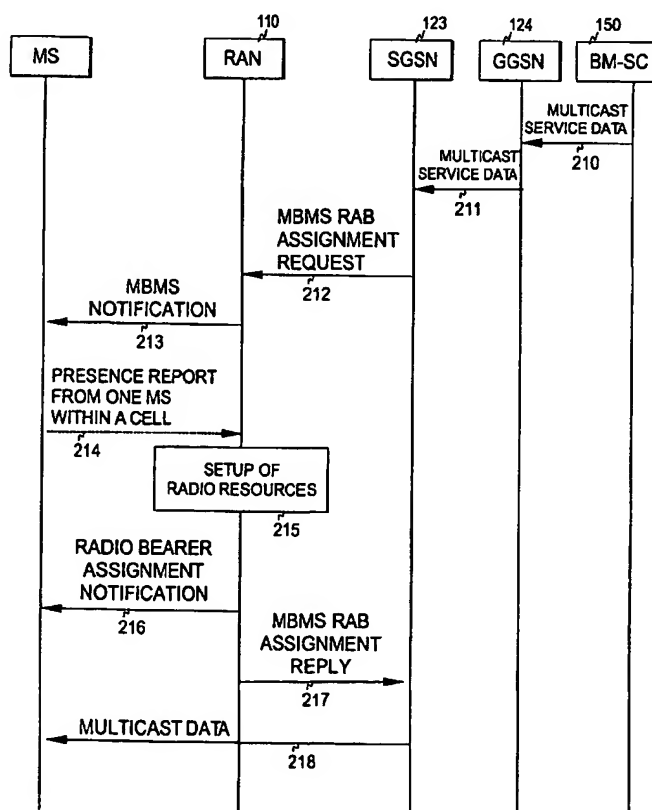 110
123
124
150
MS
RAN
SGSN
GGSN
BM-SC
MULTICAST
SERVICE DATA
210
MULTICAST
SERVICE DATA
211
MBMS RAB
ASSIGNMENT
REQUEST
212
MBMS
NOTIFICATION
213
PRESENCE REPORT
FROM ONE MS
WITHIN A CELL
214
SETUP OF
RADIO RESOURCES
215
RADIO BEARER
ASSIGNMENT
NOTIFICATION
216
MBMS RAB
ASSIGNMENT
REPLY
217
MULTICAST DATA
218